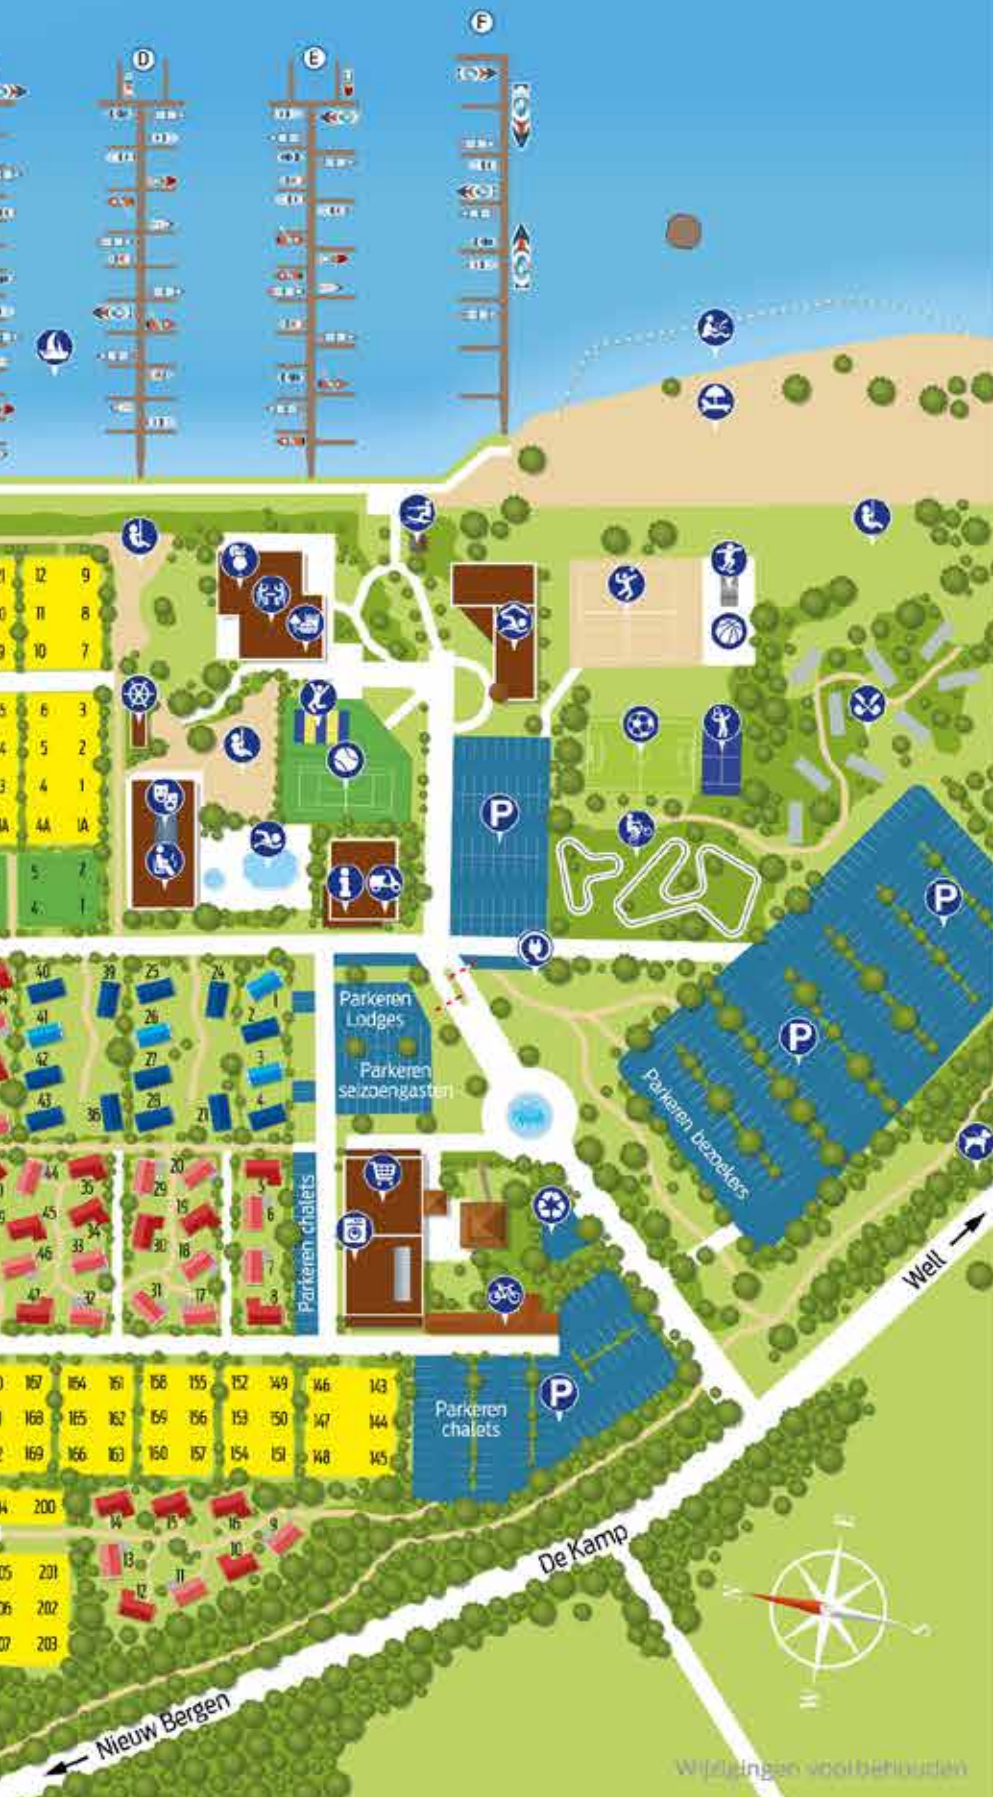 F
D
E
12 9
11 8
10 7
6 3
5 2
4 1
4A 1A
5 2
4 1
P
P
P
40 39 25 24 1
41 26 2
42 27 3
43 36 28 21 4
Parkeren
Lodges
Parkeren
seizoengasten
Parkeren bezoekers
44 35 29 20 5
45 34 19 6
46 33 30 18 7
47 32 31 17 8
Parkeren chalets
Well
167 164 161 158 155 152 149 146 143
168 165 162 159 156 153 150 147 144
169 166 163 160 157 154 151 148 145
Parkeren
chalets
P
200
14 15 16 9
13 10
12 11
201
202
203
De Kamp
Nieuw Bergen
Wijzigingen voorbehouden